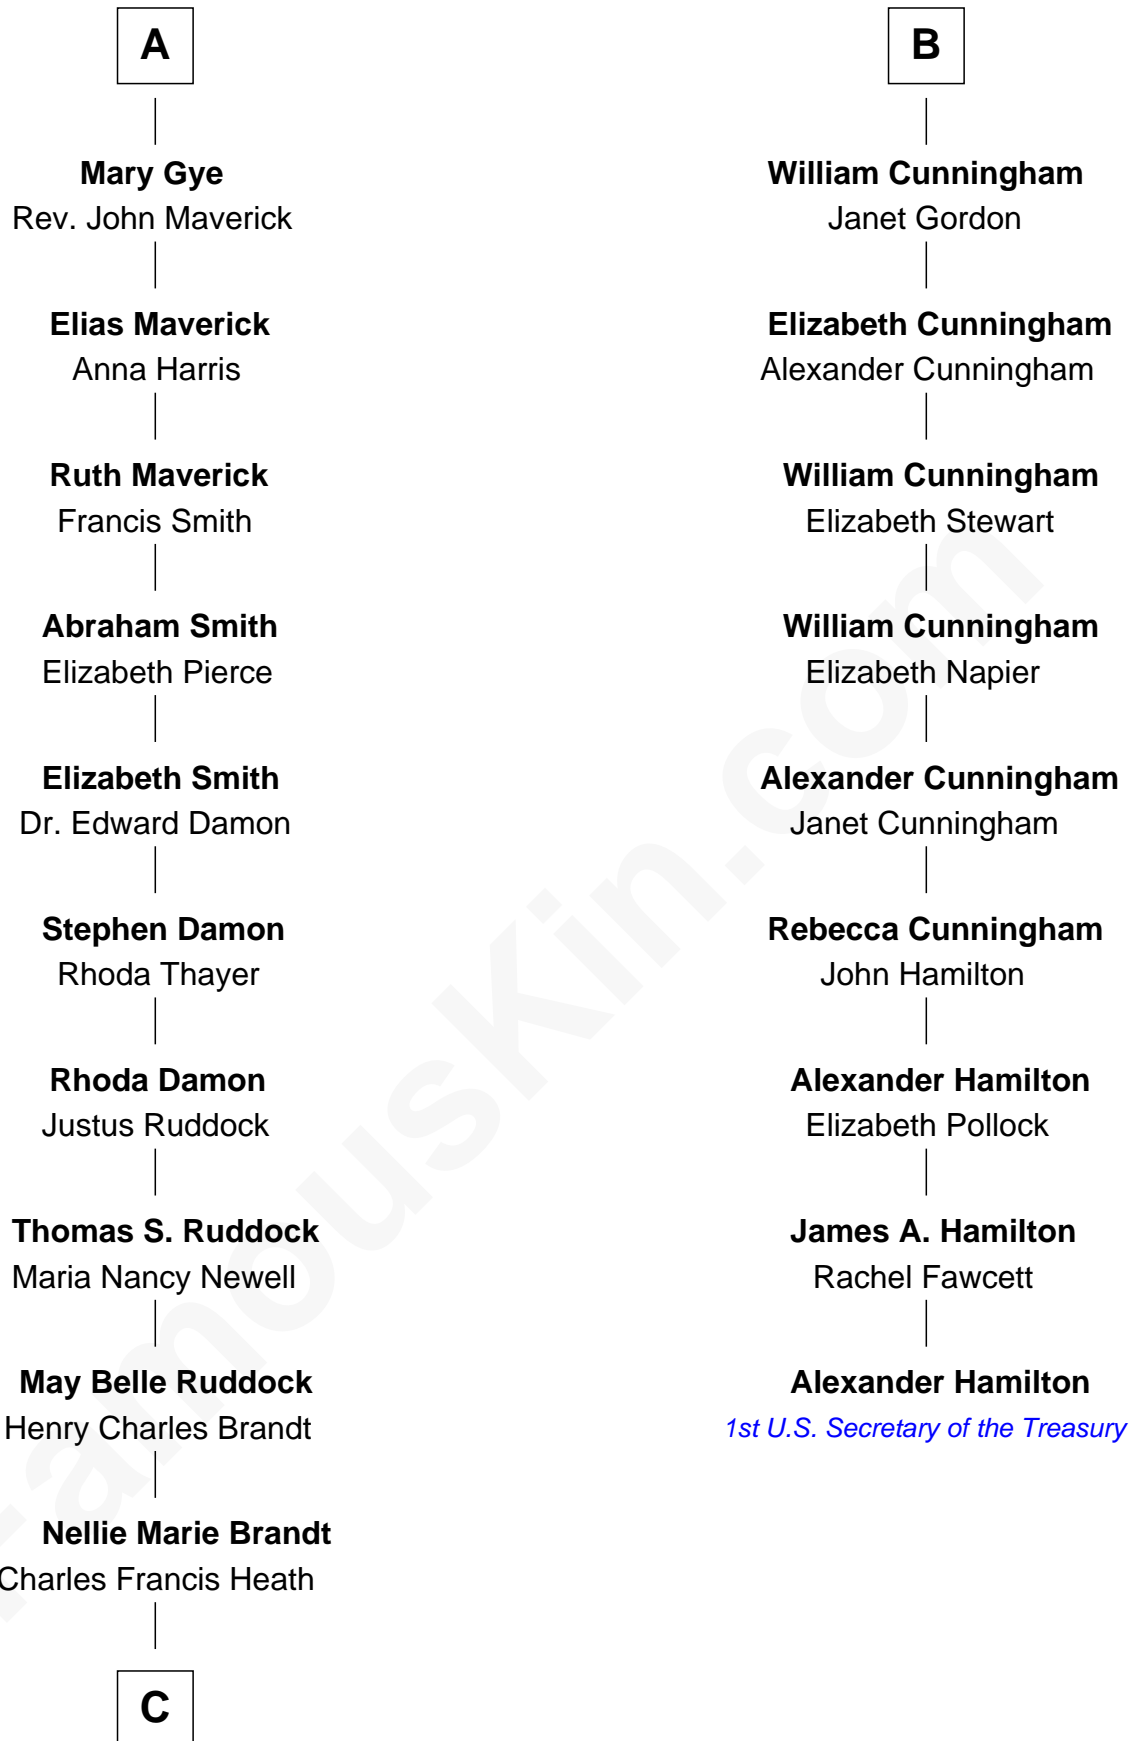 A
Mary Gye
Rev. John Maverick
Elias Maverick
Anna Harris
Ruth Maverick
Francis Smith
Abraham Smith
Elizabeth Pierce
Elizabeth Smith
Dr. Edward Damon
Stephen Damon
Rhoda Thayer
Rhoda Damon
Justus Ruddock
Thomas S. Ruddock
Maria Nancy Newell
May Belle Ruddock
Henry Charles Brandt
Nellie Marie Brandt
Charles Francis Heath
C
B
William Cunningham
Janet Gordon
Elizabeth Cunningham
Alexander Cunningham
William Cunningham
Elizabeth Stewart
William Cunningham
Elizabeth Napier
Alexander Cunningham
Janet Cunningham
Rebecca Cunningham
John Hamilton
Alexander Hamilton
Elizabeth Pollock
James A. Hamilton
Rachel Fawcett
Alexander Hamilton
1st U.S. Secretary of the Treasury
FamousKin.com